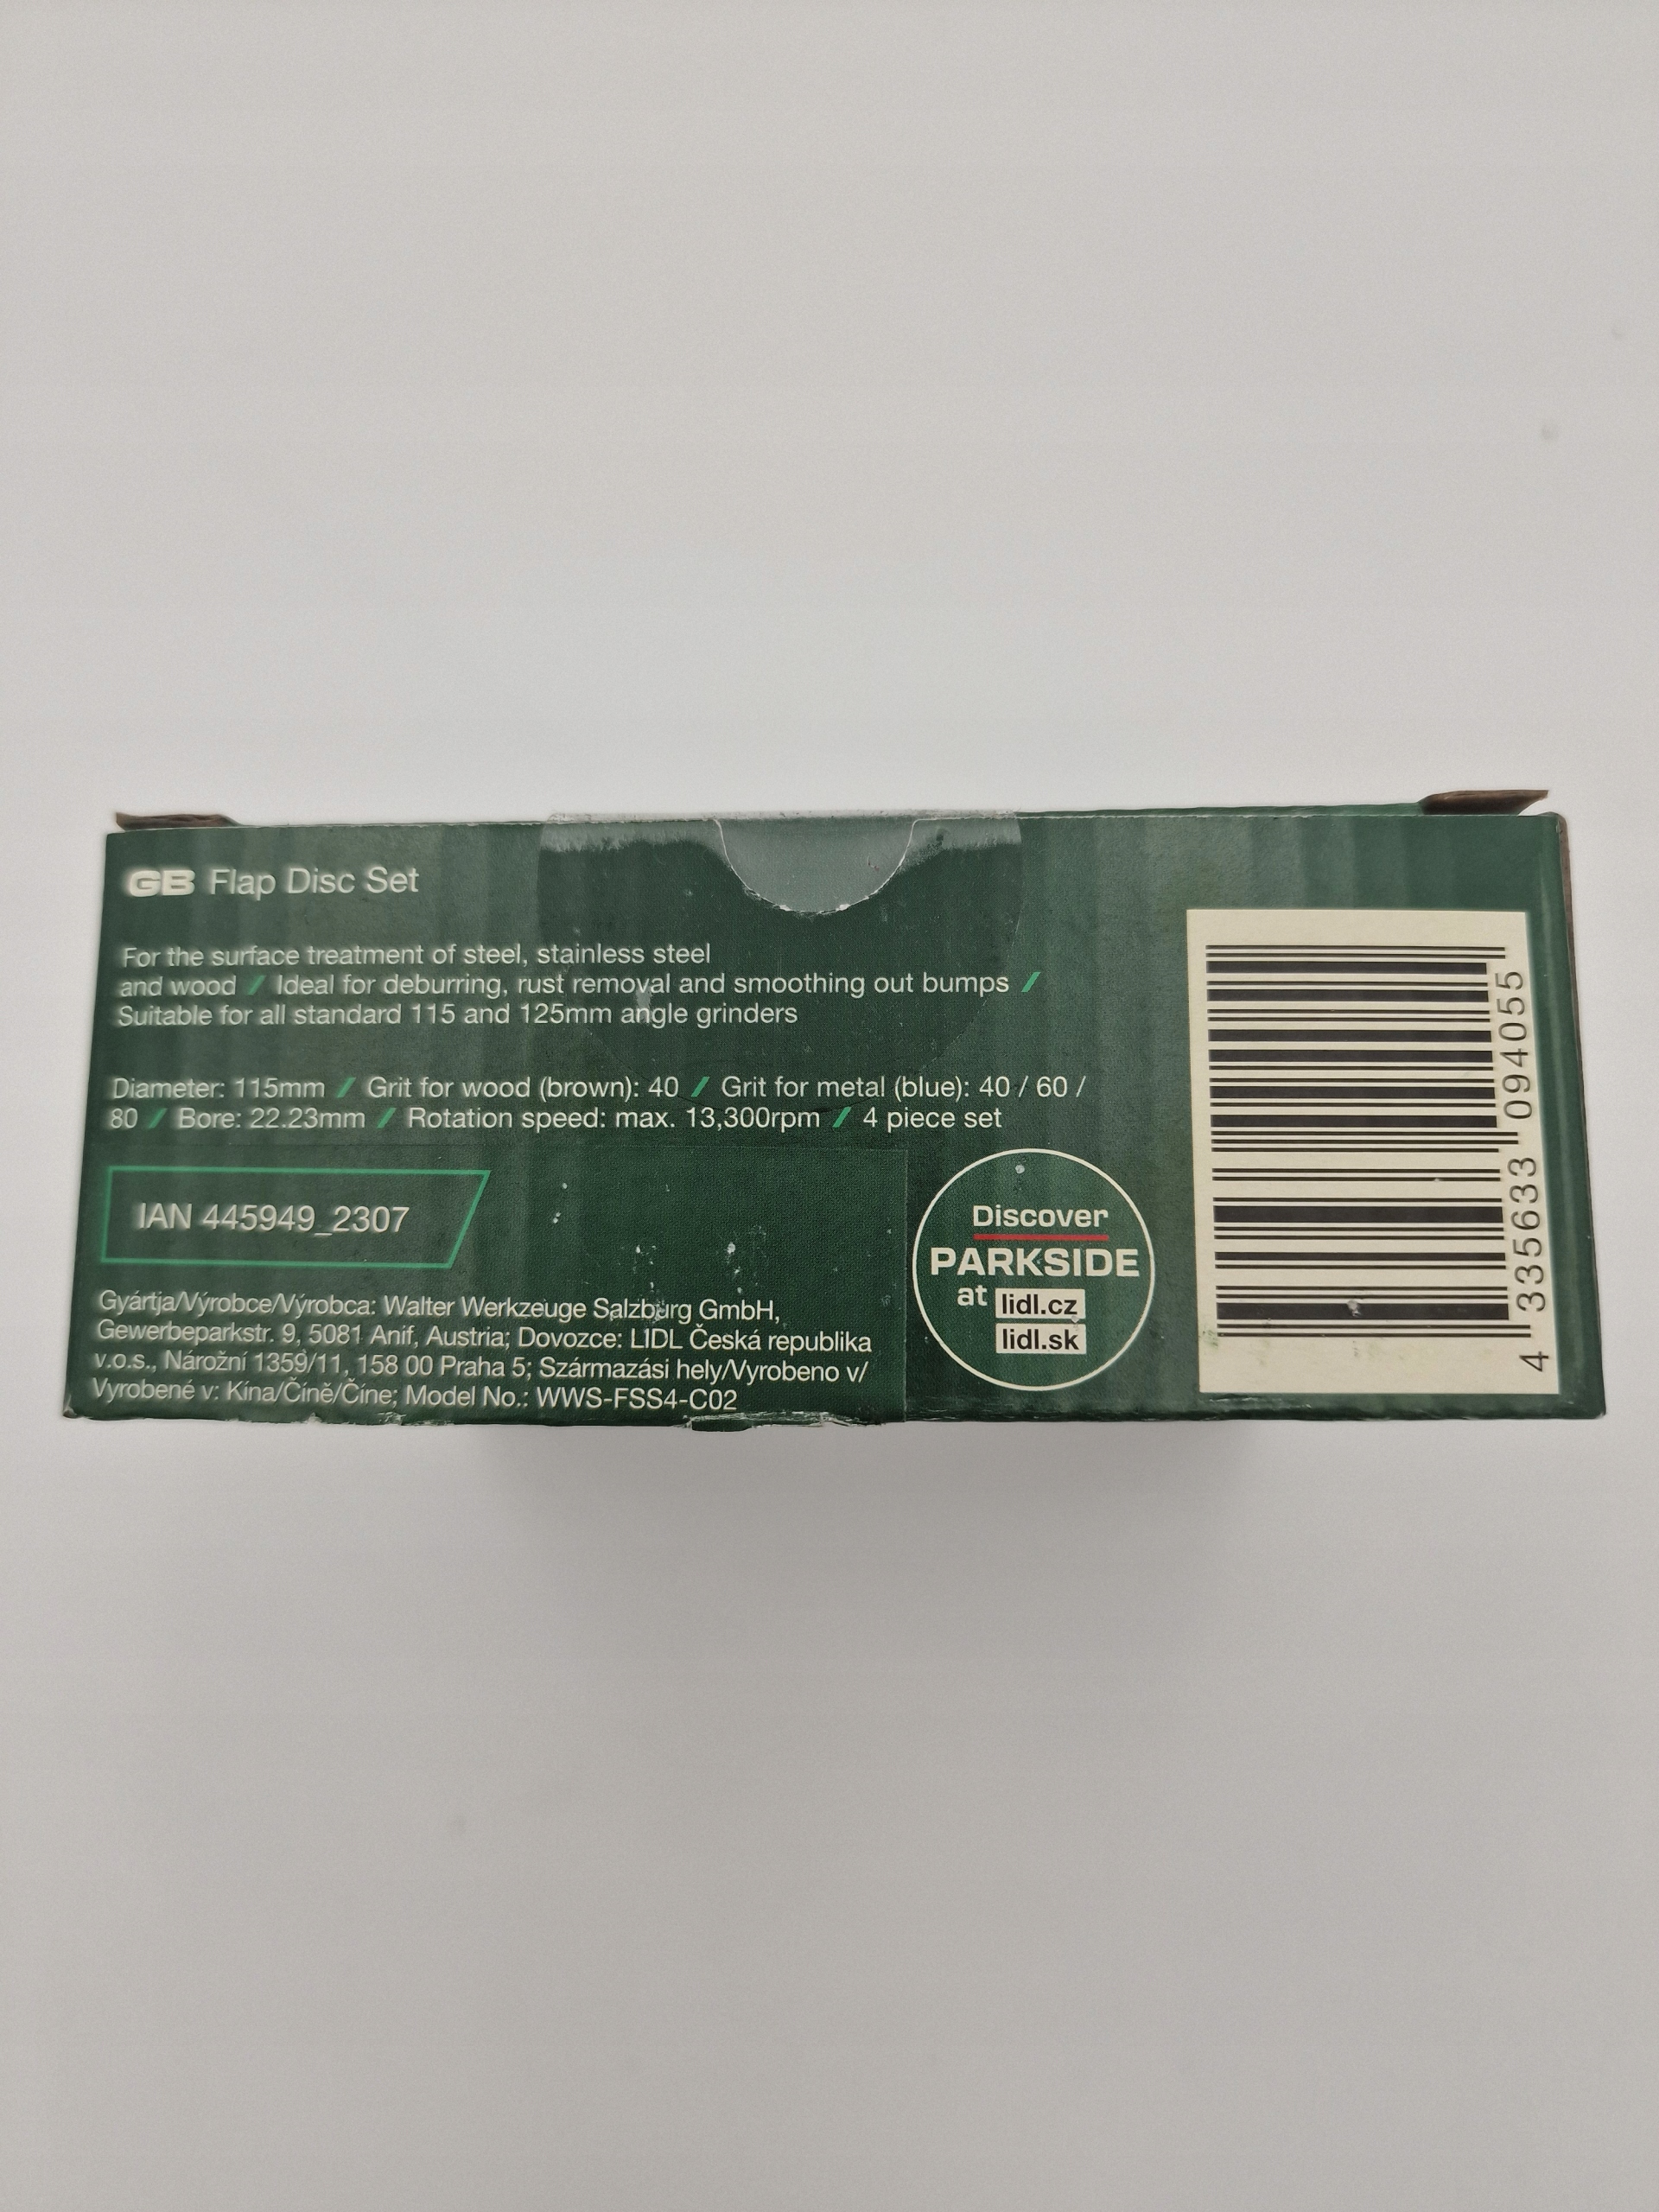 GB Flap Disc Set
For the surface treatment of steel, stainless steel
and wood / Ideal for deburring, rust removal and smoothing out bumps /
Suitable for all standard 115 and 125mm angle grinders
Diameter: 115mm / Grit for wood (brown): 40 / Grit for metal (blue): 40 / 60 /
80 / Bore: 22.23mm / Rotation speed: max. 13,300rpm / 4 piece set
IAN 445949_2307
Gyártja/Výrobce/Výrobca: Walter Werkzeuge Salzburg GmbH,
Gewerbeparkstr. 9, 5081 Anif, Austria; Dovozce: LIDL Česká republika
v.o.s., Nárožní 1359/11, 158 00 Praha 5; Származási hely/Vyrobeno v/
Vyrobené v: Kína/Číně/Číne; Model No.: WWS-FSS4-C02
Discover
PARKSIDE
at lidl.cz
lidl.sk
4 335633 094055